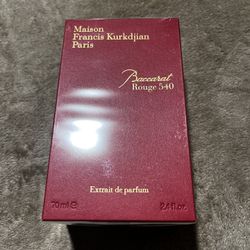 Maison
Francis Kurkdjian
Paris
Baccarat
Rouge 540
Extrait de parfum
70 ml ℮
2.4 fl.oz.